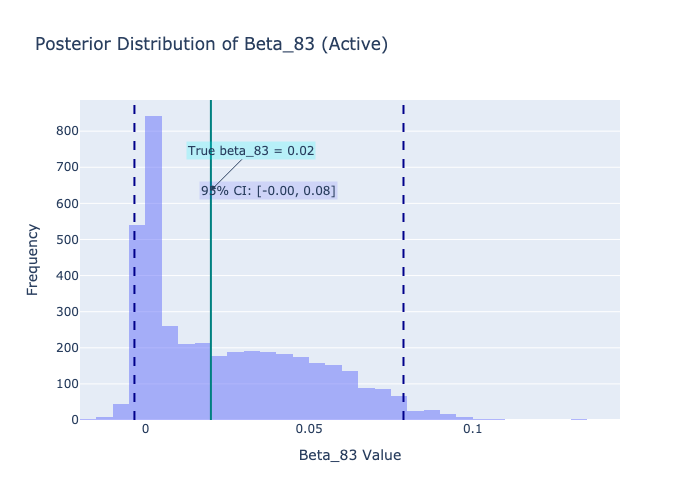 Posterior Distribution of Beta_83 (Active)
True beta_83 = 0.02
95% CI: [-0.00, 0.08]
Frequency
800
700
600
500
400
300
200
100
0
0
0.05
0.1
Beta_83 Value